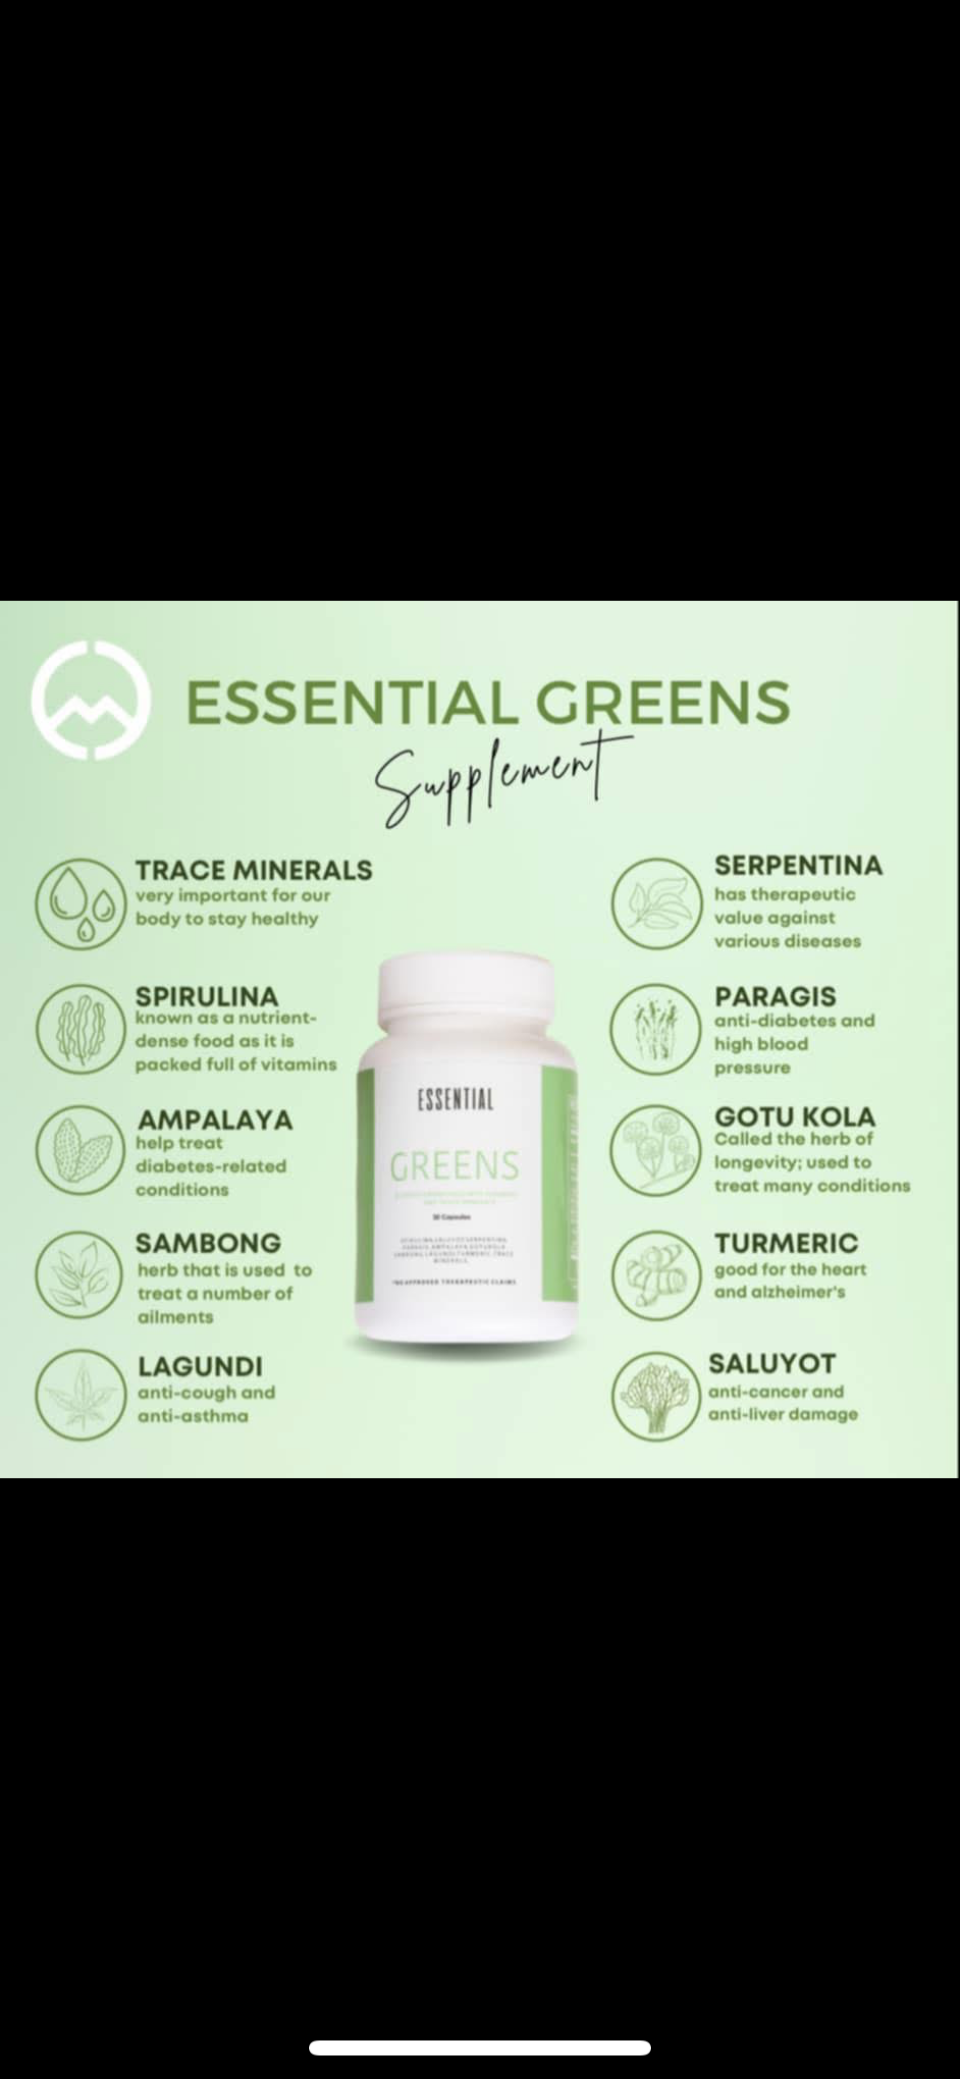 ESSENTIAL GREENS
Supplement
TRACE MINERALS
very important for our
body to stay healthy
SPIRULINA
known as a nutrient-
dense food as it is
packed full of vitamins
AMPALAYA
help treat
diabetes-related
conditions
SAMBONG
herb that is used to
treat a number of
ailments
LAGUNDI
anti-cough and
anti-asthma
ESSENTIAL
GREENS
50 Capsules
SERPENTINA
has therapeutic
value against
various diseases
PARAGIS
anti-diabetes and
high blood
pressure
GOTU KOLA
Called the herb of
longevity; used to
treat many conditions
TURMERIC
good for the heart
and alzheimer's
SALUYOT
anti-cancer and
anti-liver damage